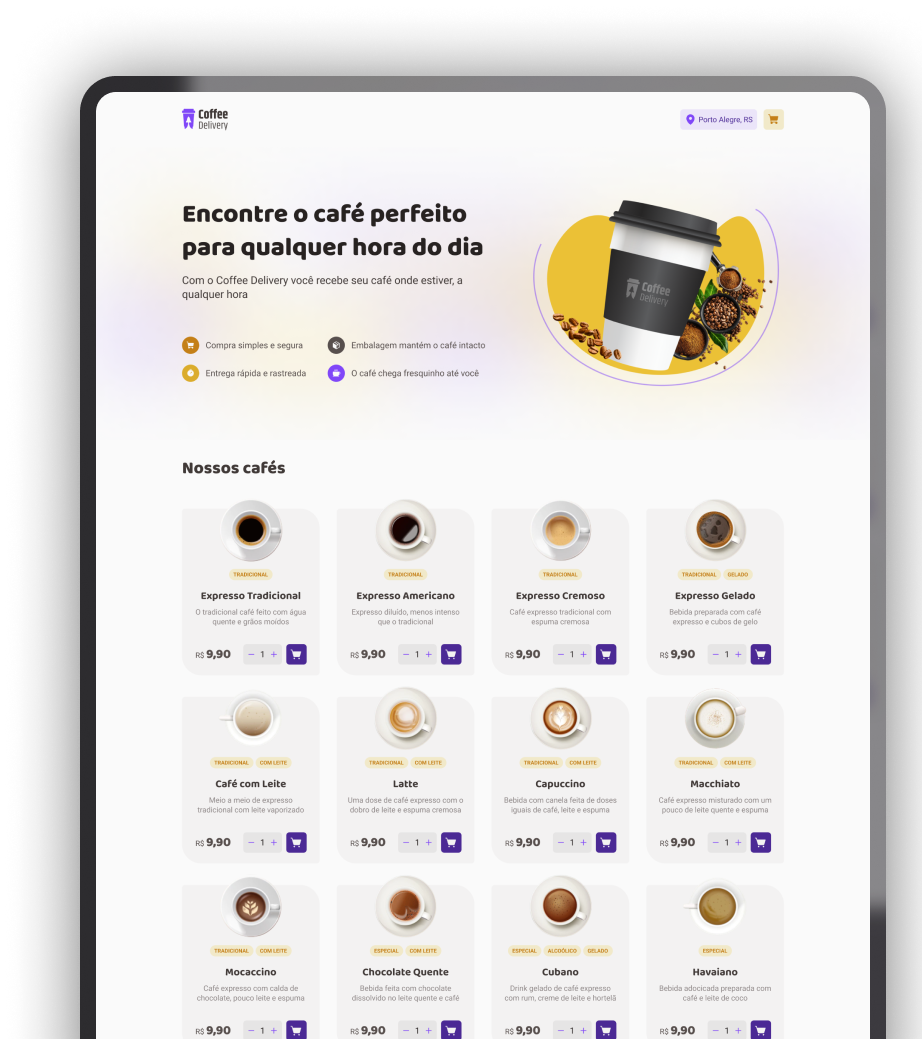 Coffee
Delivery
Porto Alegre, RS
Encontre o café perfeito
para qualquer hora do dia
Com o Coffee Delivery você recebe seu café onde estiver, a
qualquer hora
Coffee
Delivery
Compra simples e segura
Embalagem mantém o café intacto
Entrega rápida e rastreada
O café chega fresquinho até você
Nossos cafés
TRADICIONAL
Expresso Tradicional
O tradicional café feito com água
quente e grãos moídos
R$ 9,90
− 1 +
TRADICIONAL
Expresso Americano
Expresso diluído, menos intenso
que o tradicional
R$ 9,90
− 1 +
TRADICIONAL
Expresso Cremoso
Café expresso tradicional com
espuma cremosa
R$ 9,90
− 1 +
TRADICIONAL GELADO
Expresso Gelado
Bebida preparada com café
expresso e cubos de gelo
R$ 9,90
− 1 +
TRADICIONAL COM LEITE
Café com Leite
Meio a meio de expresso
tradicional com leite vaporizado
R$ 9,90
− 1 +
TRADICIONAL COM LEITE
Latte
Uma dose de café expresso com o
dobro de leite e espuma cremosa
R$ 9,90
− 1 +
TRADICIONAL COM LEITE
Capuccino
Bebida com canela feita de doses
iguais de café, leite e espuma
R$ 9,90
− 1 +
TRADICIONAL COM LEITE
Macchiato
Café expresso misturado com um
pouco de leite quente e espuma
R$ 9,90
− 1 +
TRADICIONAL COM LEITE
Mocaccino
Café expresso com calda de
chocolate, pouco leite e espuma
R$ 9,90
− 1 +
ESPECIAL COM LEITE
Chocolate Quente
Bebida feita com chocolate
dissolvido no leite quente e café
R$ 9,90
− 1 +
ESPECIAL ALCOÓLICO GELADO
Cubano
Drink gelado de café expresso
com rum, creme de leite e hortelã
R$ 9,90
− 1 +
ESPECIAL
Havaiano
Bebida adocicada preparada com
café e leite de coco
R$ 9,90
− 1 +